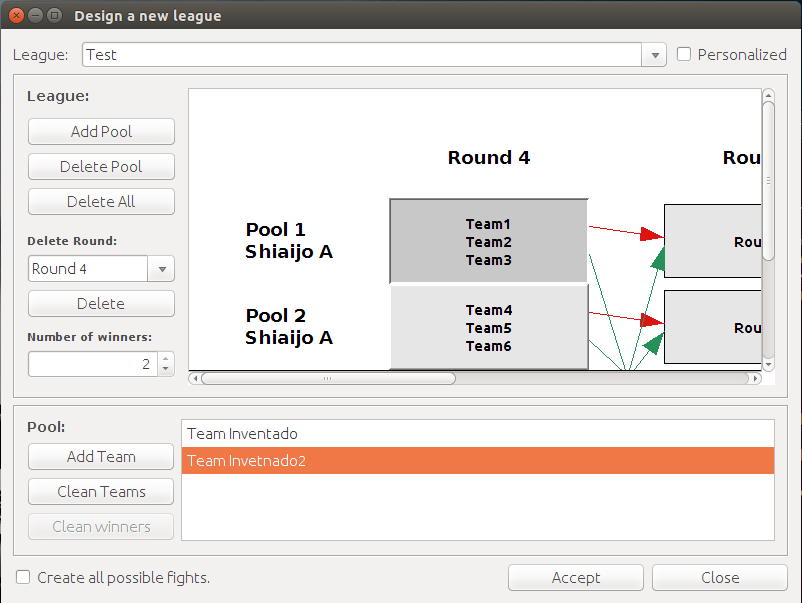 Design a new league
League: Test Personalized
League:
Add Pool
Delete Pool
Delete All
Delete Round:
Round 4
Delete
Number of winners:
2
Round 4 Rou
Pool 1
Shiaijo A
Team1
Team2
Team3
Rou
Pool 2
Shiaijo A
Team4
Team5
Team6
Rou
Pool:
Add Team
Clean Teams
Clean winners
Team Inventado
Team Invetnado2
Create all possible fights.
Accept Close